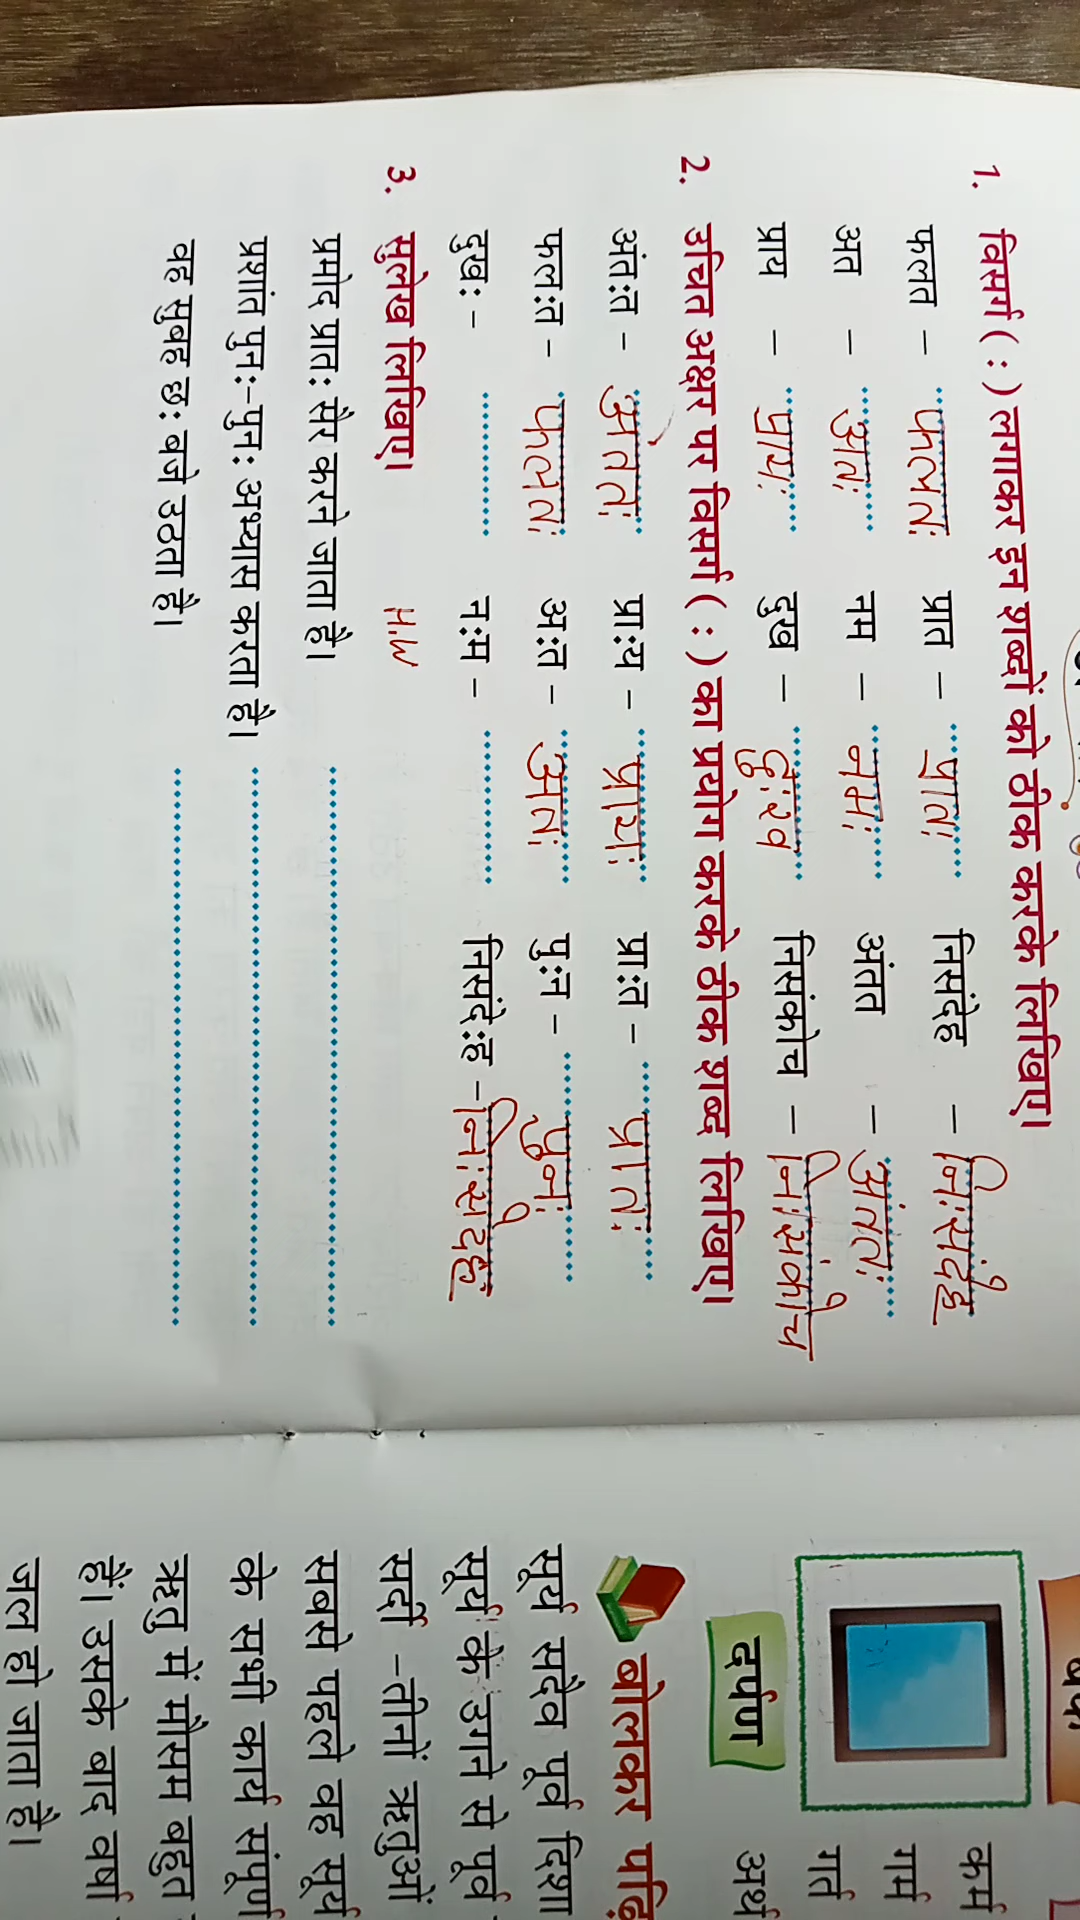 1. विसर्ग ( : ) लगाकर इन शब्दों को ठीक करके लिखिए।
फलत – फलतः प्रात – प्रातः निसंदेह – निःसंदेह
अत – अतः नम – नमः अंतत – अंततः
प्राय – प्रायः दुख – दुःख निसंकोच – निःसंकोच
2. उचित अक्षर पर विसर्ग ( : ) का प्रयोग करके ठीक शब्द लिखिए।
अंतःत – अंततः प्राःय – प्रायः प्राःत – प्रातः
फलःत – फलतः अःत – अतः पुःन – पुनः
दुखः – नःम – निसंदेःह – निःसदेह
3. सुलेख लिखिए। H.W
प्रमोद प्रातः सैर करने जाता है।
प्रशांत पुनः-पुनः अभ्यास करता है।
वह सुबह छः बजे उठता है।
दर्पण
कर्म
गर्म
गर्त
अर्थ
बोलकर
सूर्य सदैव पूर्व दिशा
सूर्य के उगने से पूर्व
सर्दी –तीनों ऋतुओं
सबसे पहले वह सूर्य
के सभी कार्य संपूर्ण
ऋतु में मौसम बहुत
हैं। उसके बाद वर्षा
जल हो जाता है।